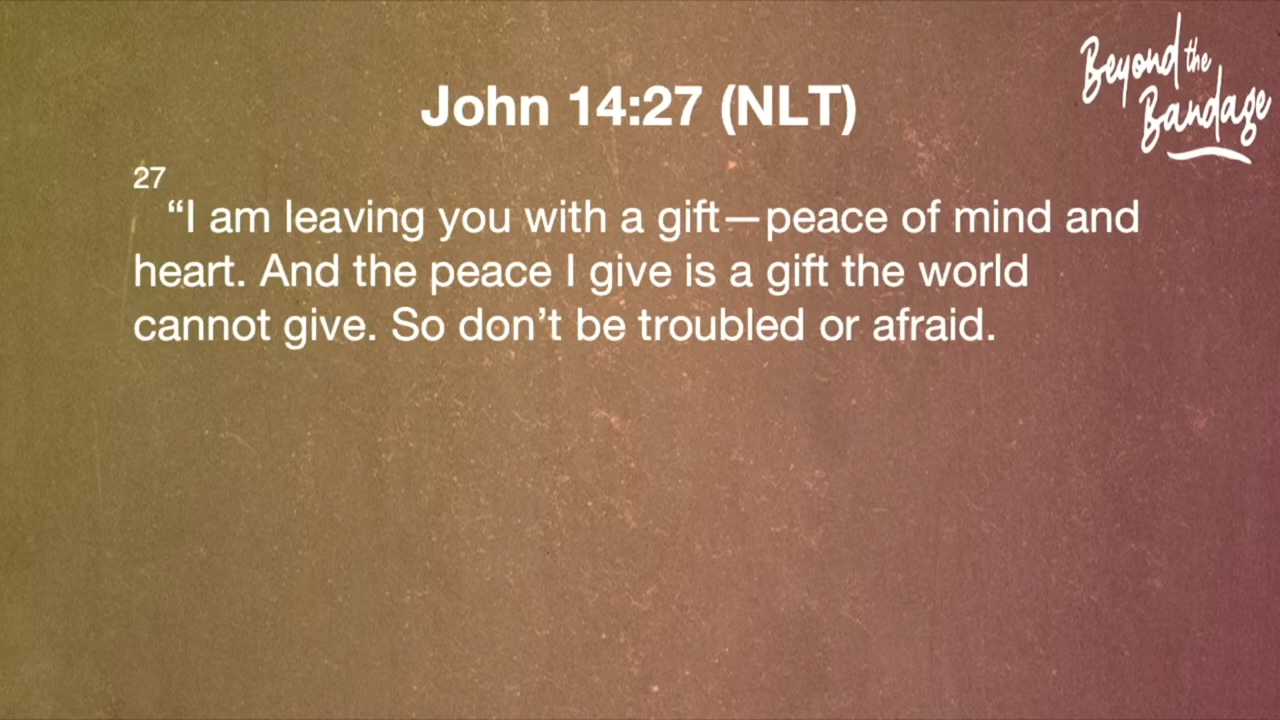 Beyond the
Bandage
John 14:27 (NLT)
27
“I am leaving you with a gift—peace of mind and
heart. And the peace I give is a gift the world
cannot give. So don’t be troubled or afraid.